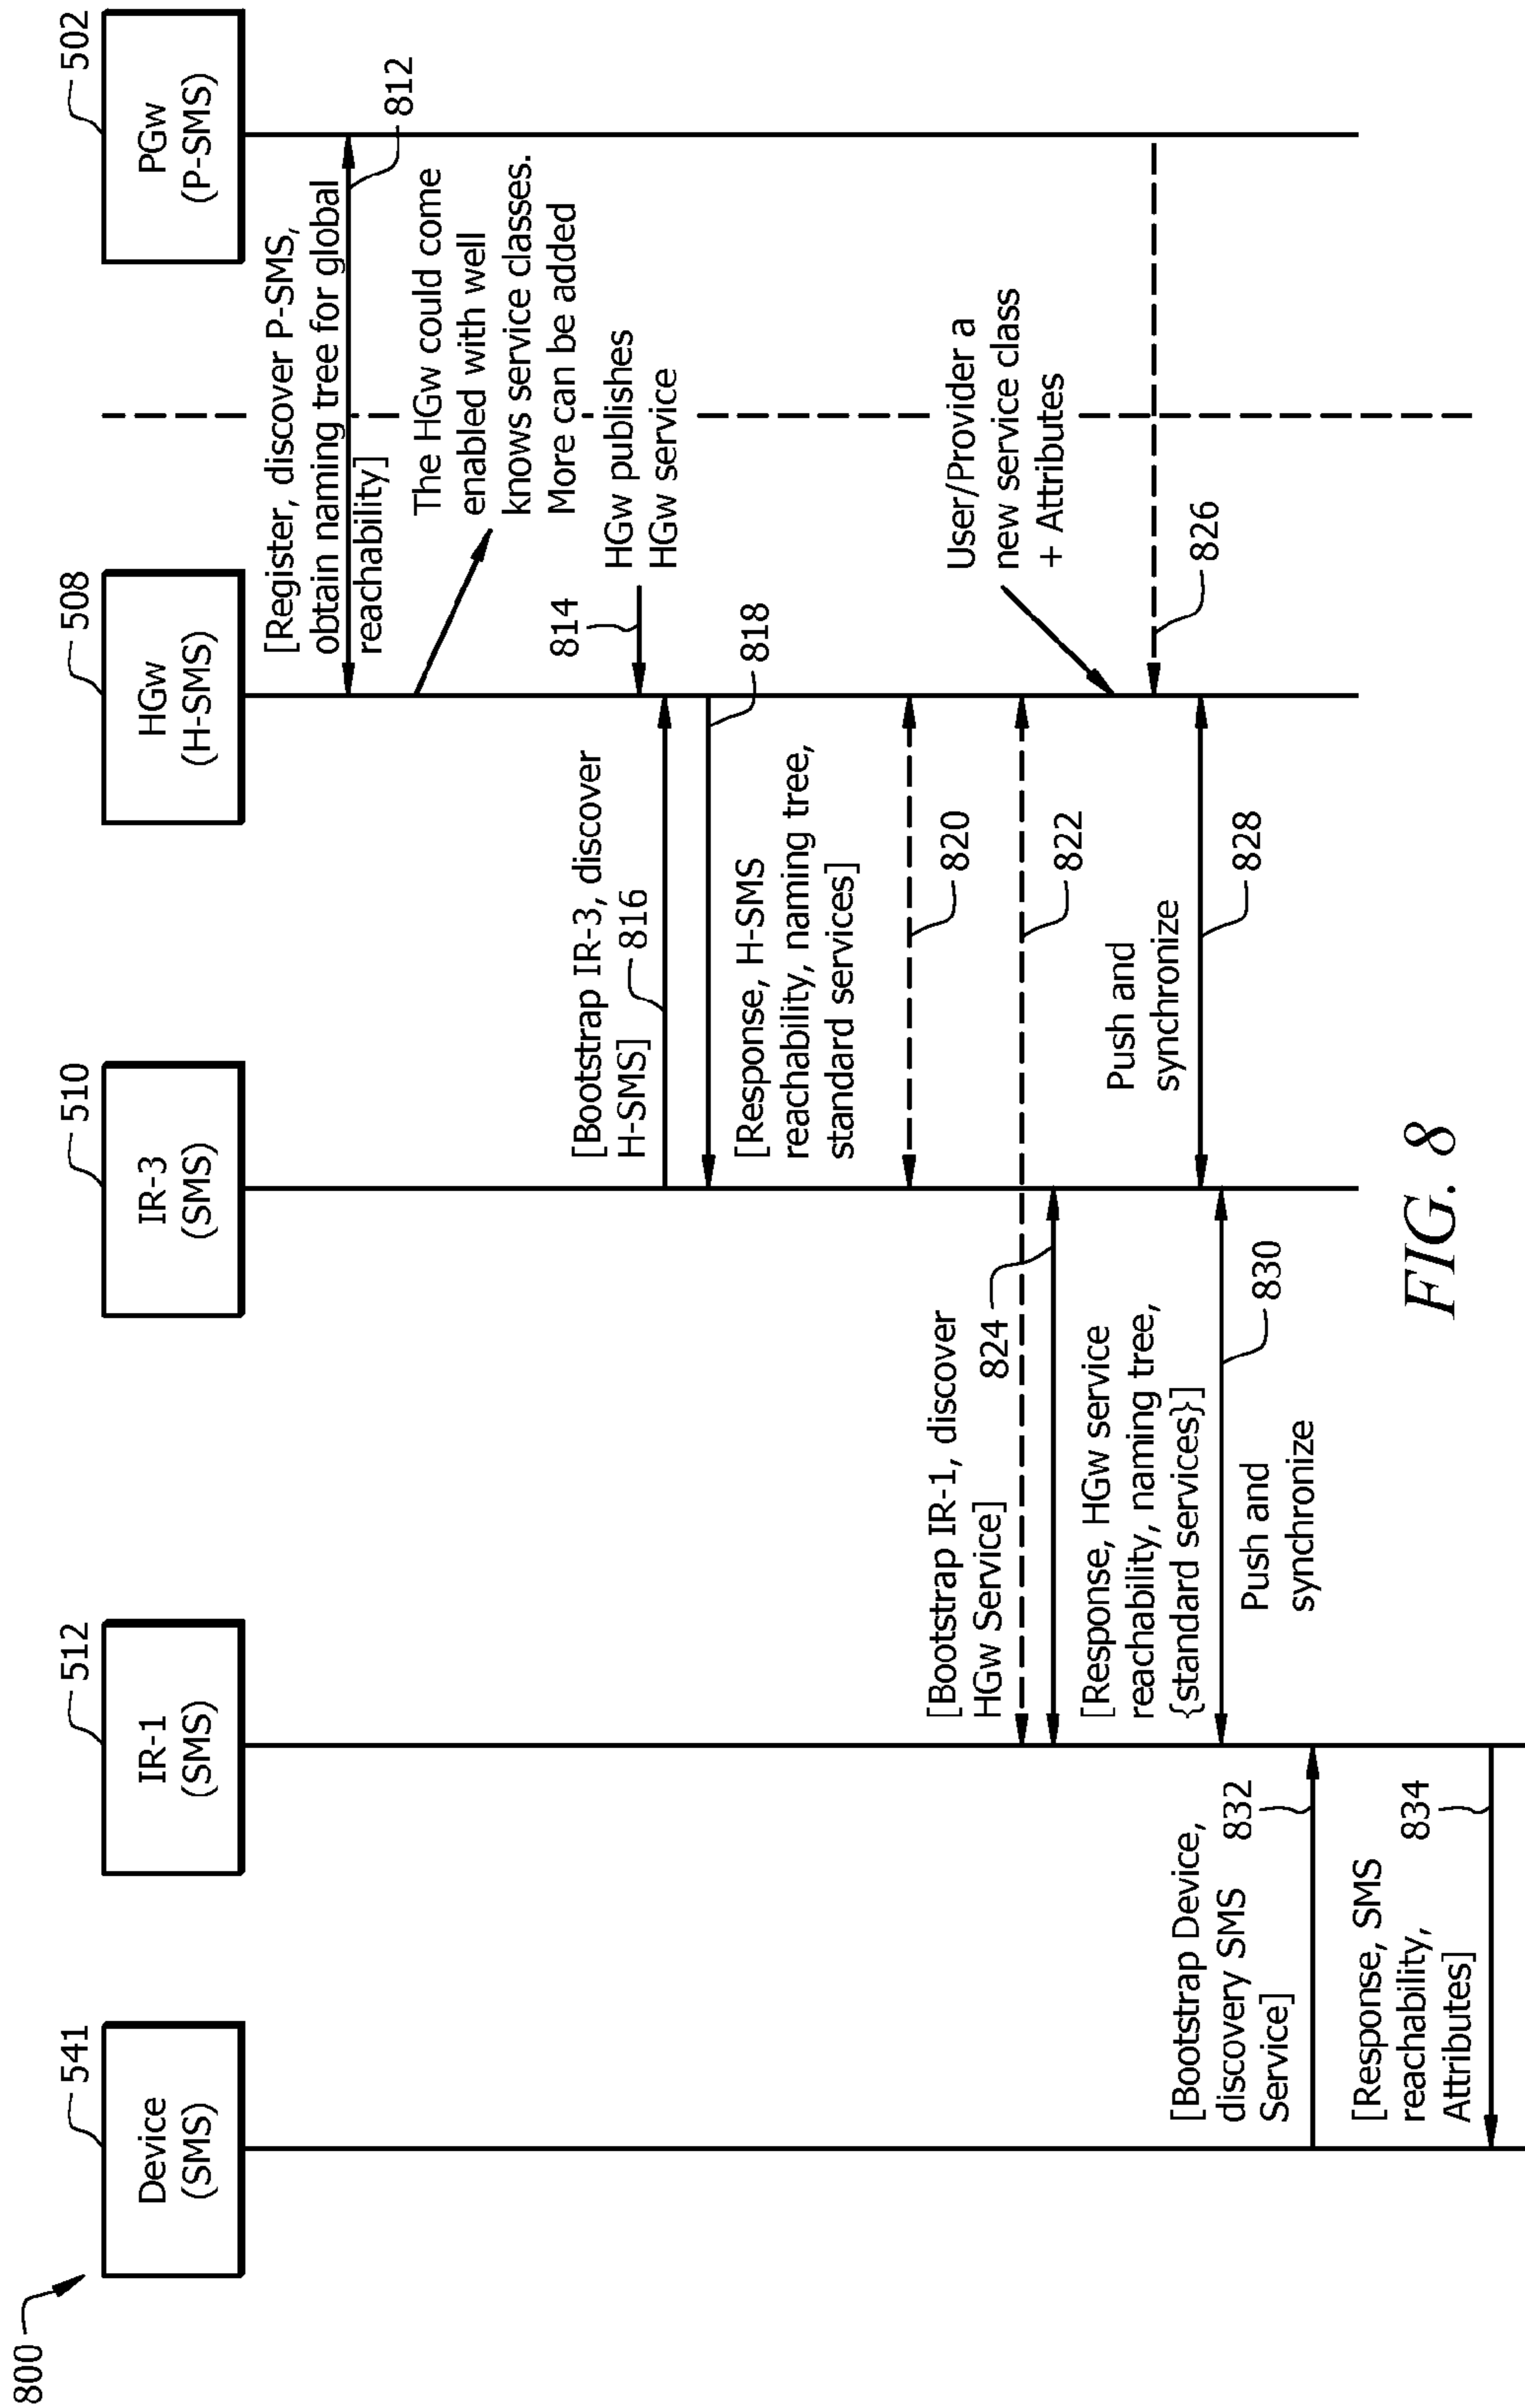 800
Device
(SMS)
541
IR-1
(SMS)
512
IR-3
(SMS)
510
HGw
(H-SMS)
508
PGw
(P-SMS)
502
[Register, discover P-SMS,
obtain naming tree for global
reachability]
812
The HGw could come
enabled with well
knows service classes.
More can be added
814
HGw publishes
HGw service
[Bootstrap IR-3, discover
H-SMS]
816
818
[Response, H-SMS
reachability, naming tree,
standard services]
820
822
[Bootstrap IR-1, discover
HGw Service]
824
[Response, HGw service
reachability, naming tree,
{standard services}]
User/Provider a
new service class
+ Attributes
826
Push and
synchronize
828
830
Push and
synchronize
[Bootstrap Device,
discovery SMS
Service]
832
[Response, SMS
reachability,
Attributes]
834
FIG. 8